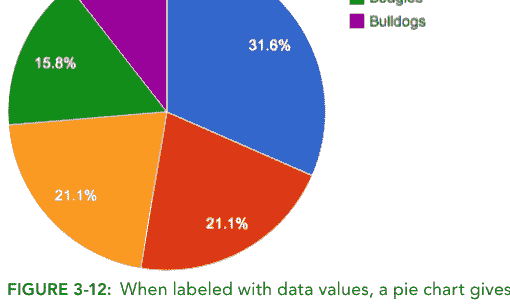 31.6%
Bulldogs
15.8%
21.1%
21.1%
FIGURE 3-12: When labeled with data values, a pie chart gives